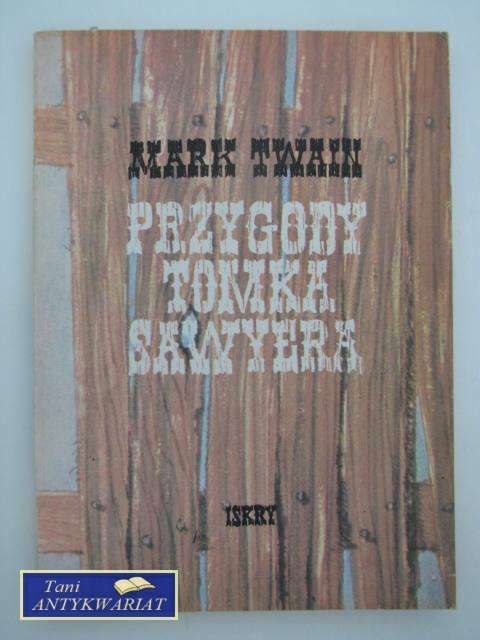 MARK TWAIN
PRZYGODY
TOMKA
SAWYERA
ISKRY
Tani
ANTYKWARIAT